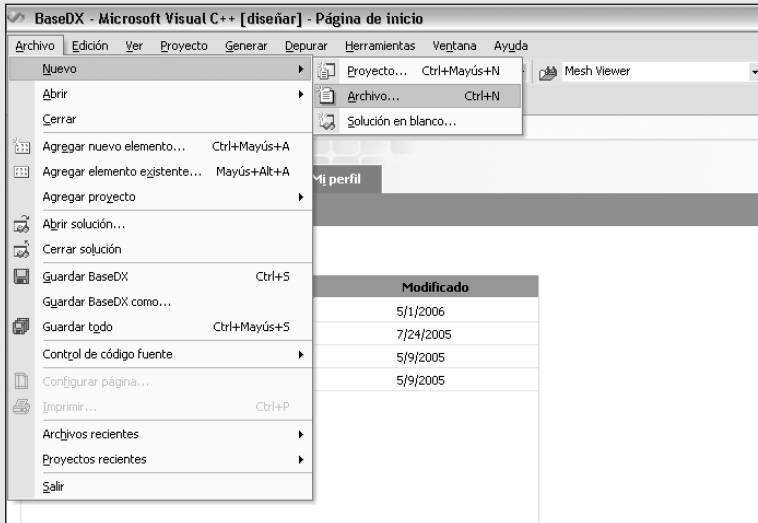 BaseDX - Microsoft Visual C++ [diseñar] - Página de inicio
Archivo Edición Ver Proyecto Generar Depurar Herramientas Ventana Ayuda
Nuevo
Proyecto... Ctrl+Mayús+N
Mesh Viewer
Abrir
Archivo... Ctrl+N
Cerrar
Solución en blanco...
Agregar nuevo elemento... Ctrl+Mayús+A
Agregar elemento existente... Mayús+Alt+A
Mi perfil
Agregar proyecto
Abrir solución...
Cerrar solución
Guardar BaseDX Ctrl+S
Modificado
Guardar BaseDX como...
5/1/2006
Guardar todo Ctrl+Mayús+S
7/24/2005
Control de código fuente
5/9/2005
Configurar página...
5/9/2005
Imprimir... Ctrl+P
Archivos recientes
Proyectos recientes
Salir